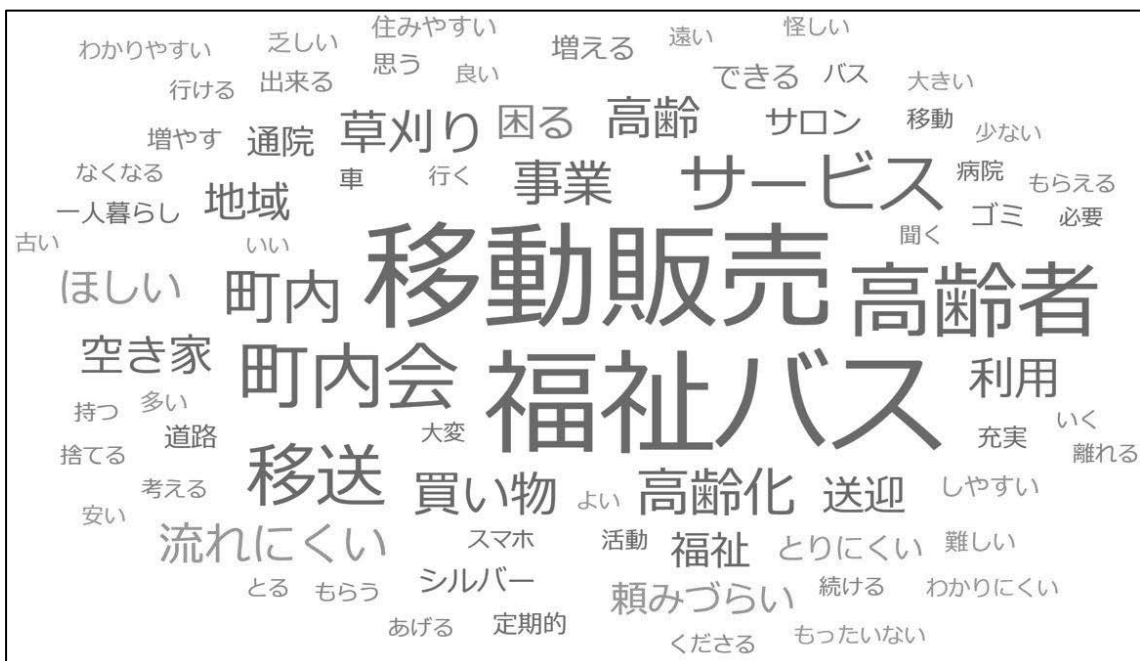 わかりやすい 乏しい 住みやすい 増える 遠い 怪しい
行ける 出来る 思う 良い できる バス 大きい
増やす 通院 草刈り 困る 高齢 サロン 移動 少ない
なくなる 車 行く 事業 サービス 病院 もらえる
一人暮らし 地域 ゴミ 必要
古い いい 聞く
ほしい 町内 移動販売 高齢者
空き家 町内会 福祉バス 利用
持つ 多い 道路 大変 充実 いく
捨てる 離れる
考える 移送 買い物 よい 高齢化 送迎 しやすい
安い
流れにくい スマホ 活動 福祉 とりにくい 難しい
とる もらう シルバー 頼みづらい 続ける わかりにくい
あげる 定期的 くださる もったいない